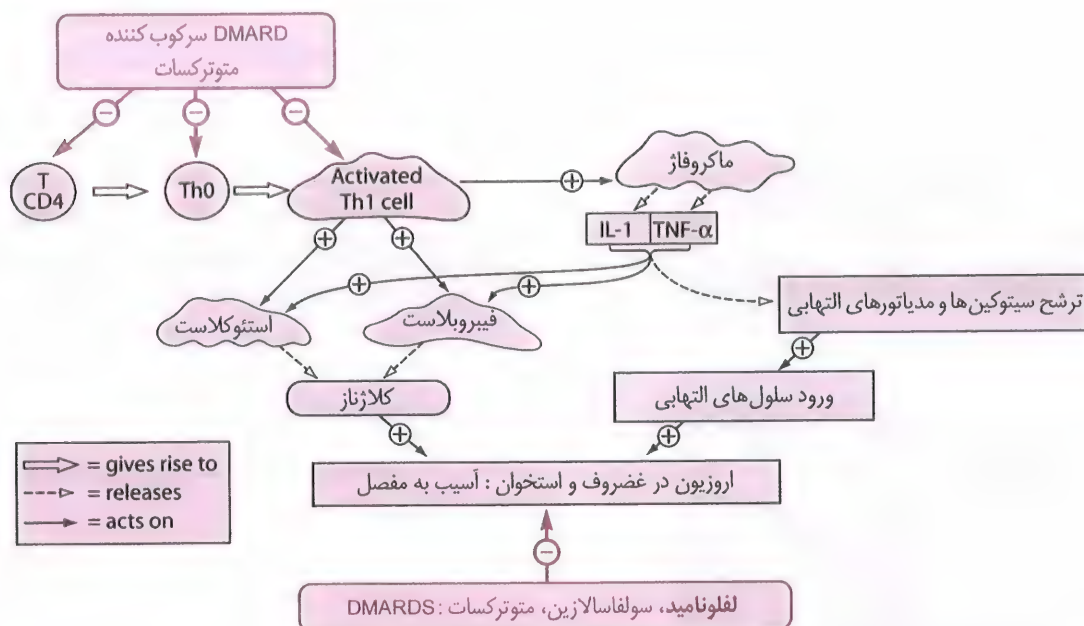 DMARD سرکوب کننده
متوترکسات
T
CD4
Th0
Activated
Th1 cell
ماکروفاژ
IL-1
TNF-α
استئوکلاست
فیبروبلاست
ترشح سیتوکین‌ها و مدیاتورهای التهابی
کلاژناز
ورود سلول‌های التهابی
اروزیون در غضروف و استخوان : آسیب به مفصل
= gives rise to
= releases
= acts on
لفلونامید، سولفاسالازین، متوترکسات : DMARDS